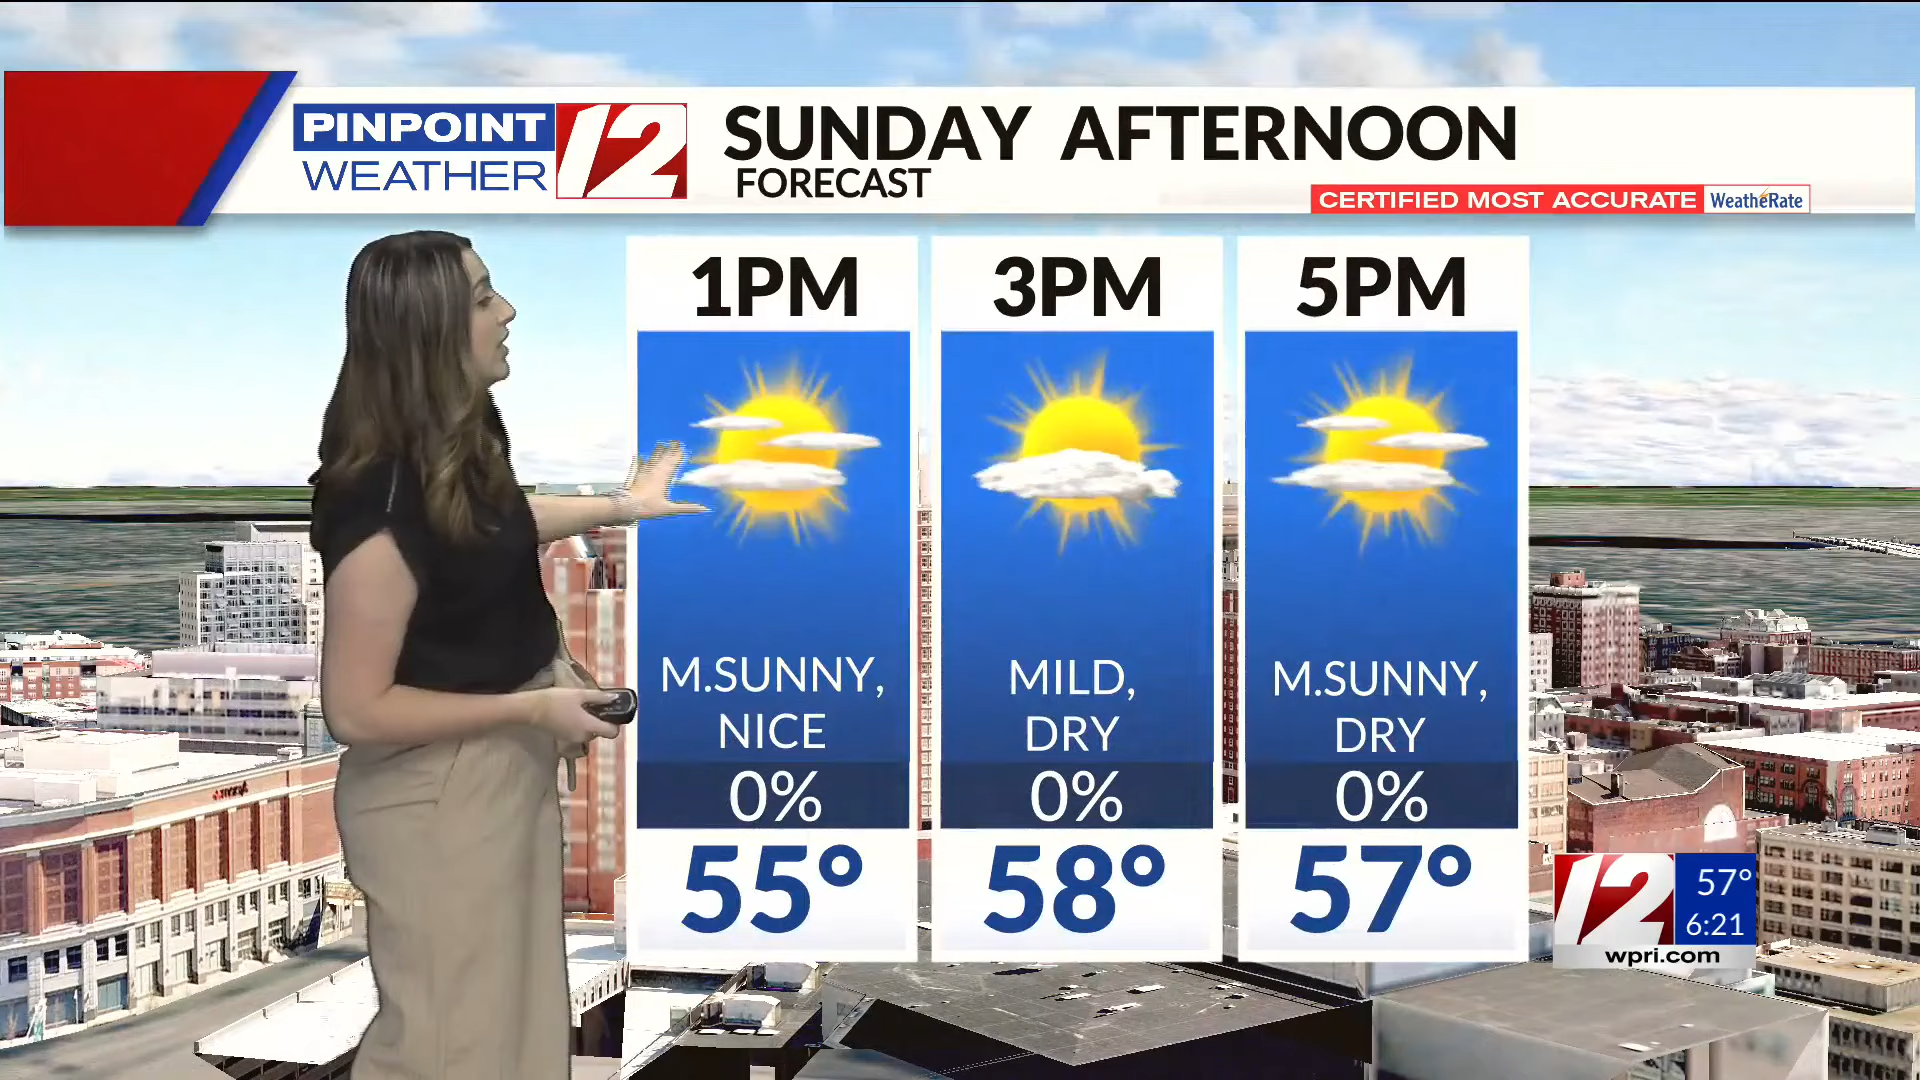 PINPOINT
WEATHER
12
SUNDAY AFTERNOON
FORECAST
CERTIFIED MOST ACCURATE
WeatheRate
1PM
M.SUNNY,
NICE
0%
55°
3PM
MILD,
DRY
0%
58°
5PM
M.SUNNY,
DRY
0%
57°
12
57°
6:21
wpri.com